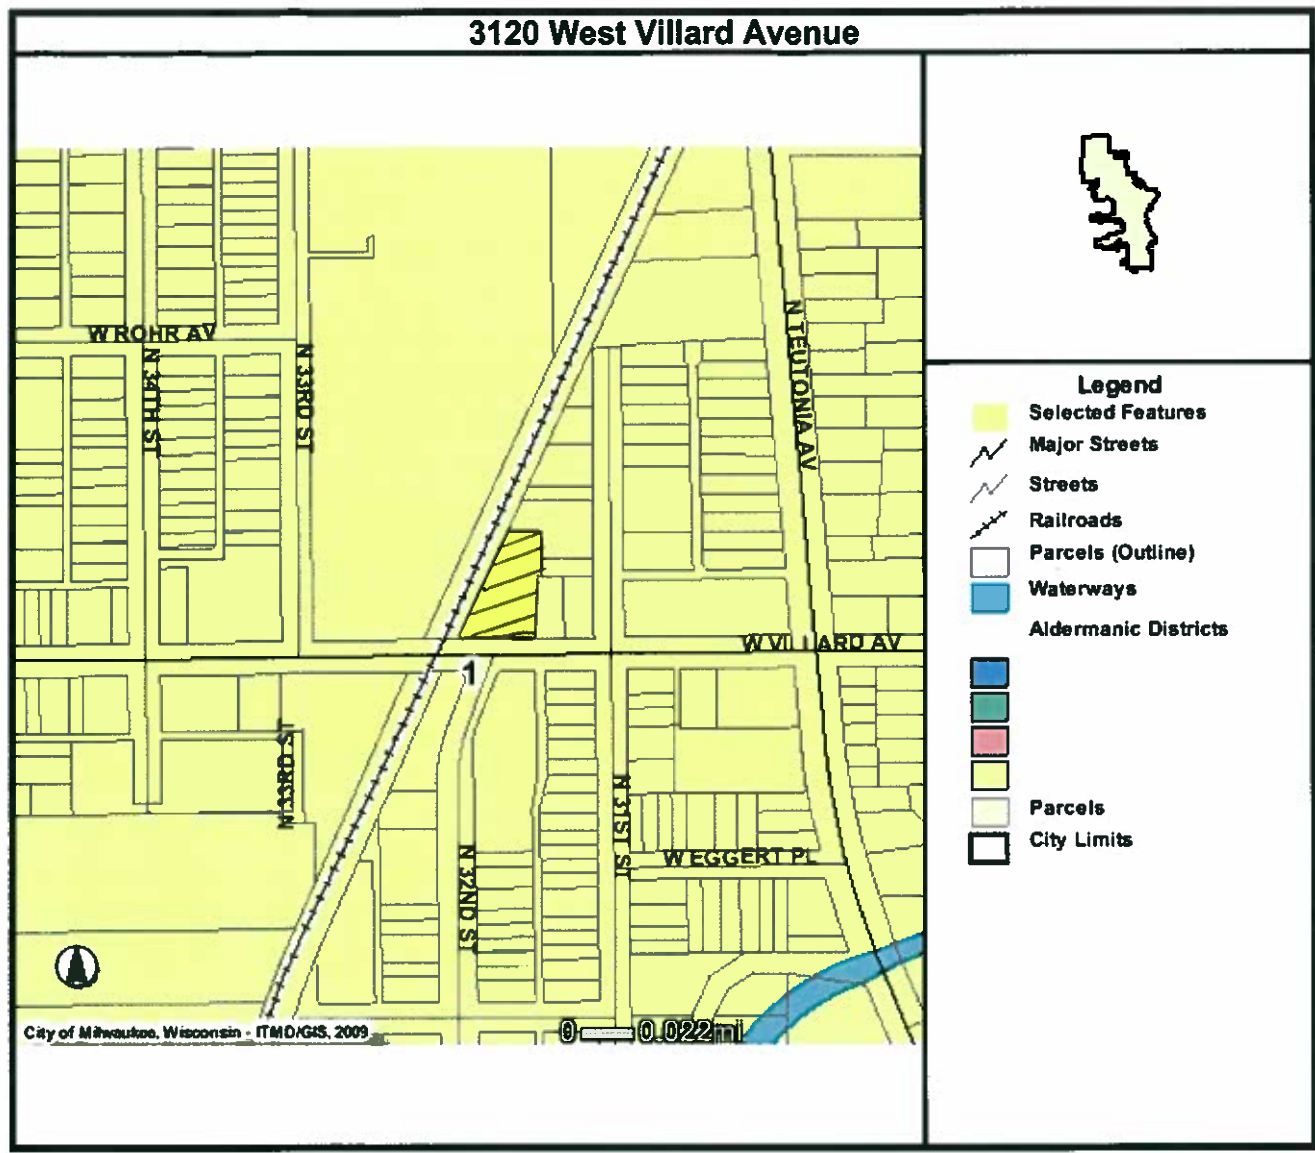 3120 West Villard Avenue
W ROHR AV
N 34TH ST
N 33RD ST
N TEUTONIA AV
W VILLARD AV
1
N 33RD ST
N 31ST ST
W EGGERT PL
N 32ND ST
City of Milwaukee, Wisconsin - ITMD/GIS, 2009
0 0.022mi
Legend
Selected Features
Major Streets
Streets
Railroads
Parcels (Outline)
Waterways
Aldermanic Districts
Parcels
City Limits